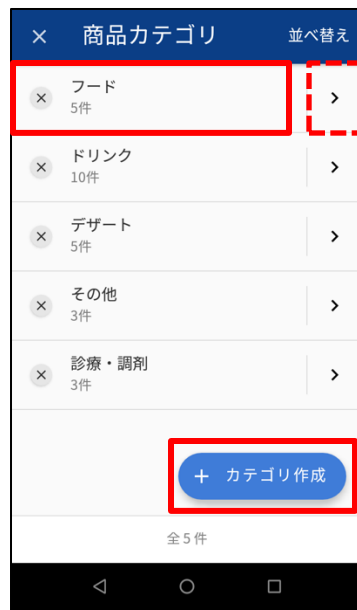 商品カテゴリ 並べ替え
フード
5件
ドリンク
10件
デザート
5件
その他
3件
診療・調剤
3件
+ カテゴリ作成
全5件